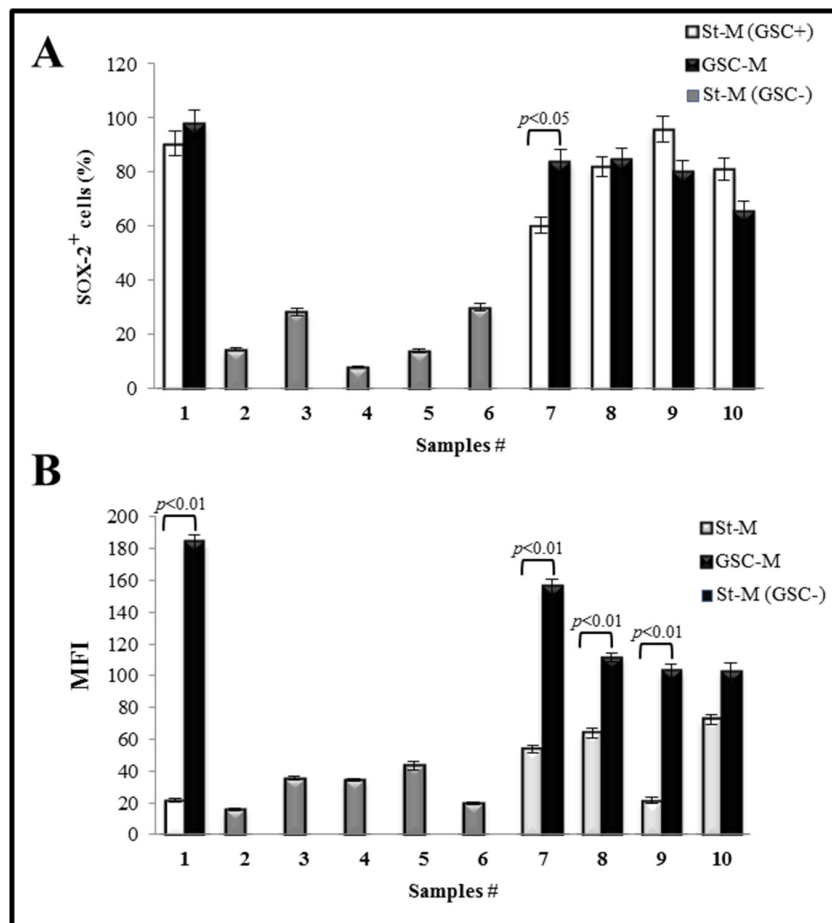 A
St-M (GSC+)
GSC-M
St-M (GSC-)
SOX-2+ cells (%)
120
100
80
60
40
20
0
p<0.05
1 2 3 4 5 6 7 8 9 10
Samples #
B
St-M
GSC-M
St-M (GSC-)
MFI
200
180
160
140
120
100
80
60
40
20
0
p<0.01
p<0.01
p<0.01
p<0.01
1 2 3 4 5 6 7 8 9 10
Samples #